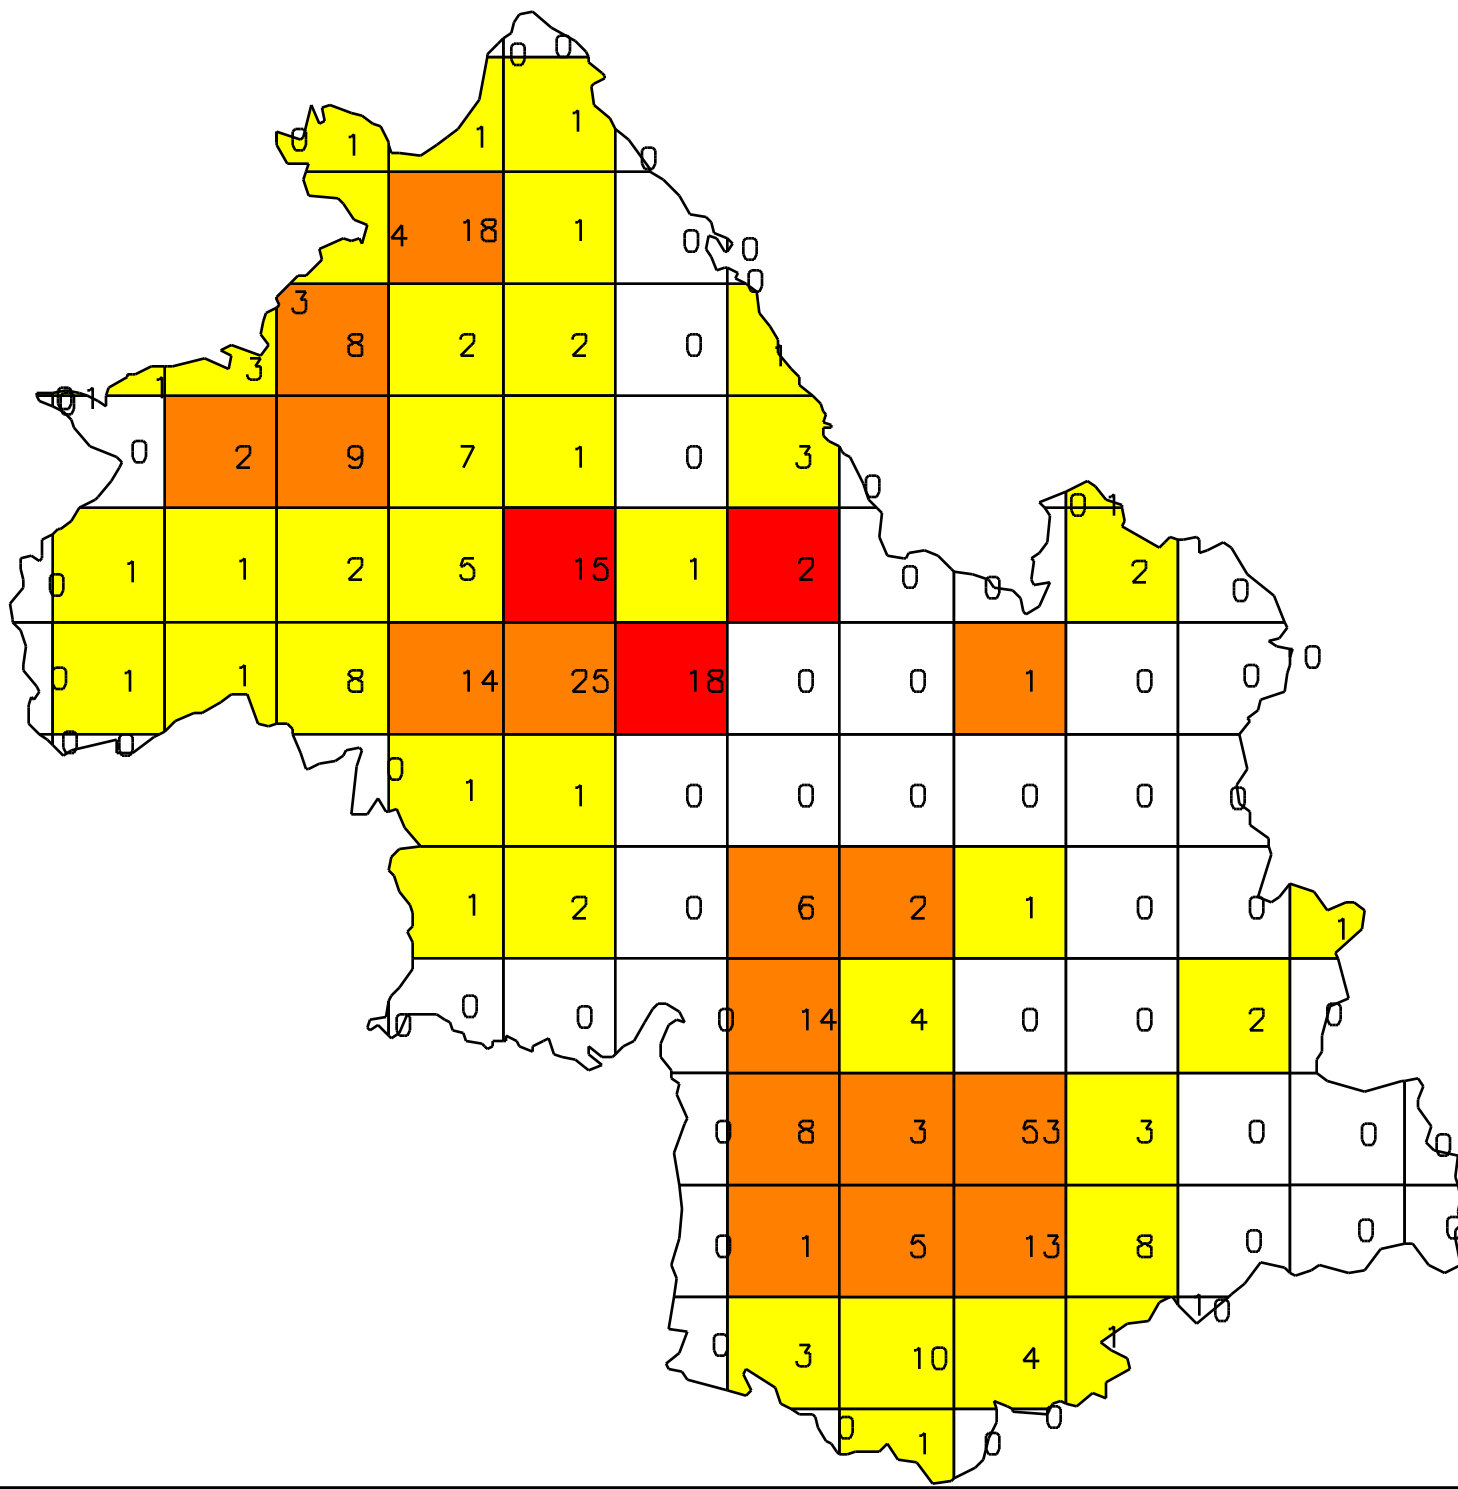 0 0
0 1 1 1 0
4 18 1 0 0
0
3 8 2 2 0 1
1 3
0 0 1
0 2 9 7 1 0 3 0
0 1
0 1 1 2 5 15 1 2 0 0 2 0
0 1 1 8 14 25 18 0 0 1 0 0 0
0 0
0 1 1 0 0 0 0 0 0
1 2 0 6 2 1 0 0 1
0 0 0 0 14 4 0 0 2 0
0 8 3 53 3 0 0 0
0 1 5 13 8 0 0 0
1 0
0 3 10 4 1
0 1 0 0